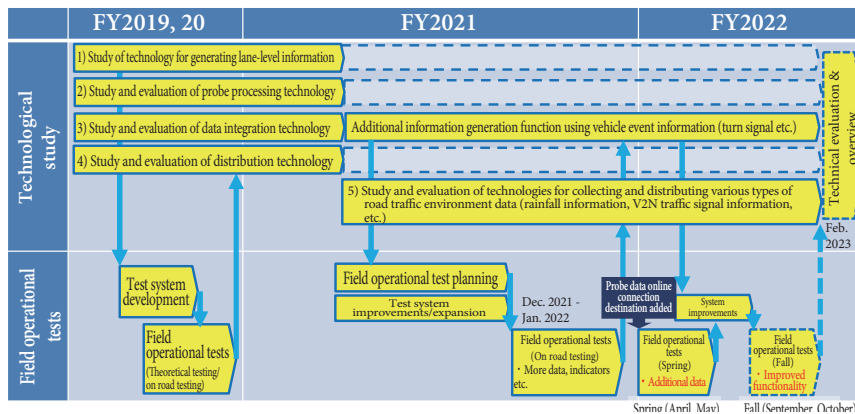 FY2019, 20
FY2021
FY2022
Technological
study
1) Study of technology for generating lane-level information
2) Study and evaluation of probe processing technology
3) Study and evaluation of data integration technology
Additional information generation function using vehicle event information (turn signal etc.)
4) Study and evaluation of distribution technology
5) Study and evaluation of technologies for collecting and distributing various types of
road traffic environment data (rainfall information, V2N traffic signal information,
etc.)
Technical evaluation &
overview
Feb.
2023
Field operational
tests
Test system
development
Field
operational tests
(Theoretical testing/
on road testing)
Field operational test planning
Test system
improvements/expansion
Dec. 2021 -
Jan. 2022
Field operational tests
(On road testing)
・More data, indicators
etc.
Probe data online
connection
destination added
System
improvements
Field operational
tests
(Spring)
・Additional data
Field
operational tests
(Fall)
・Improved
functionality
Spring (April, May)
Fall (September, October)